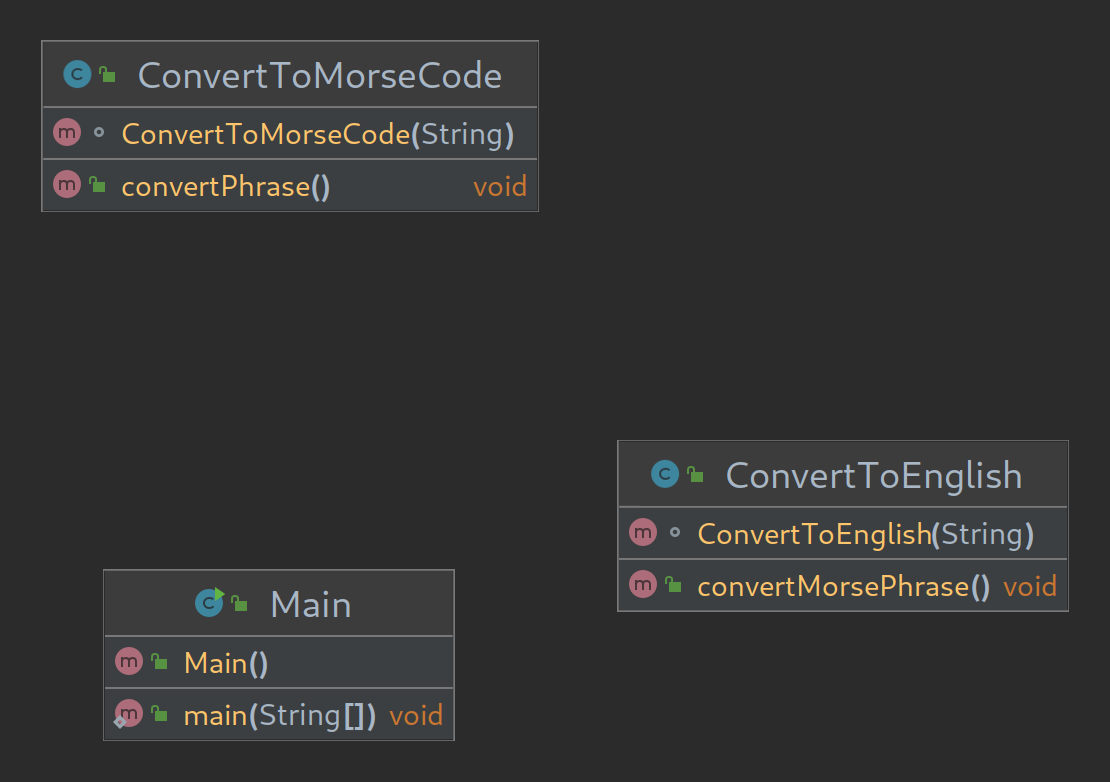 ConvertToMorseCode
ConvertToMorseCode(String)
convertPhrase() void
ConvertToEnglish
ConvertToEnglish(String)
convertMorsePhrase() void
Main
Main()
main(String[]) void